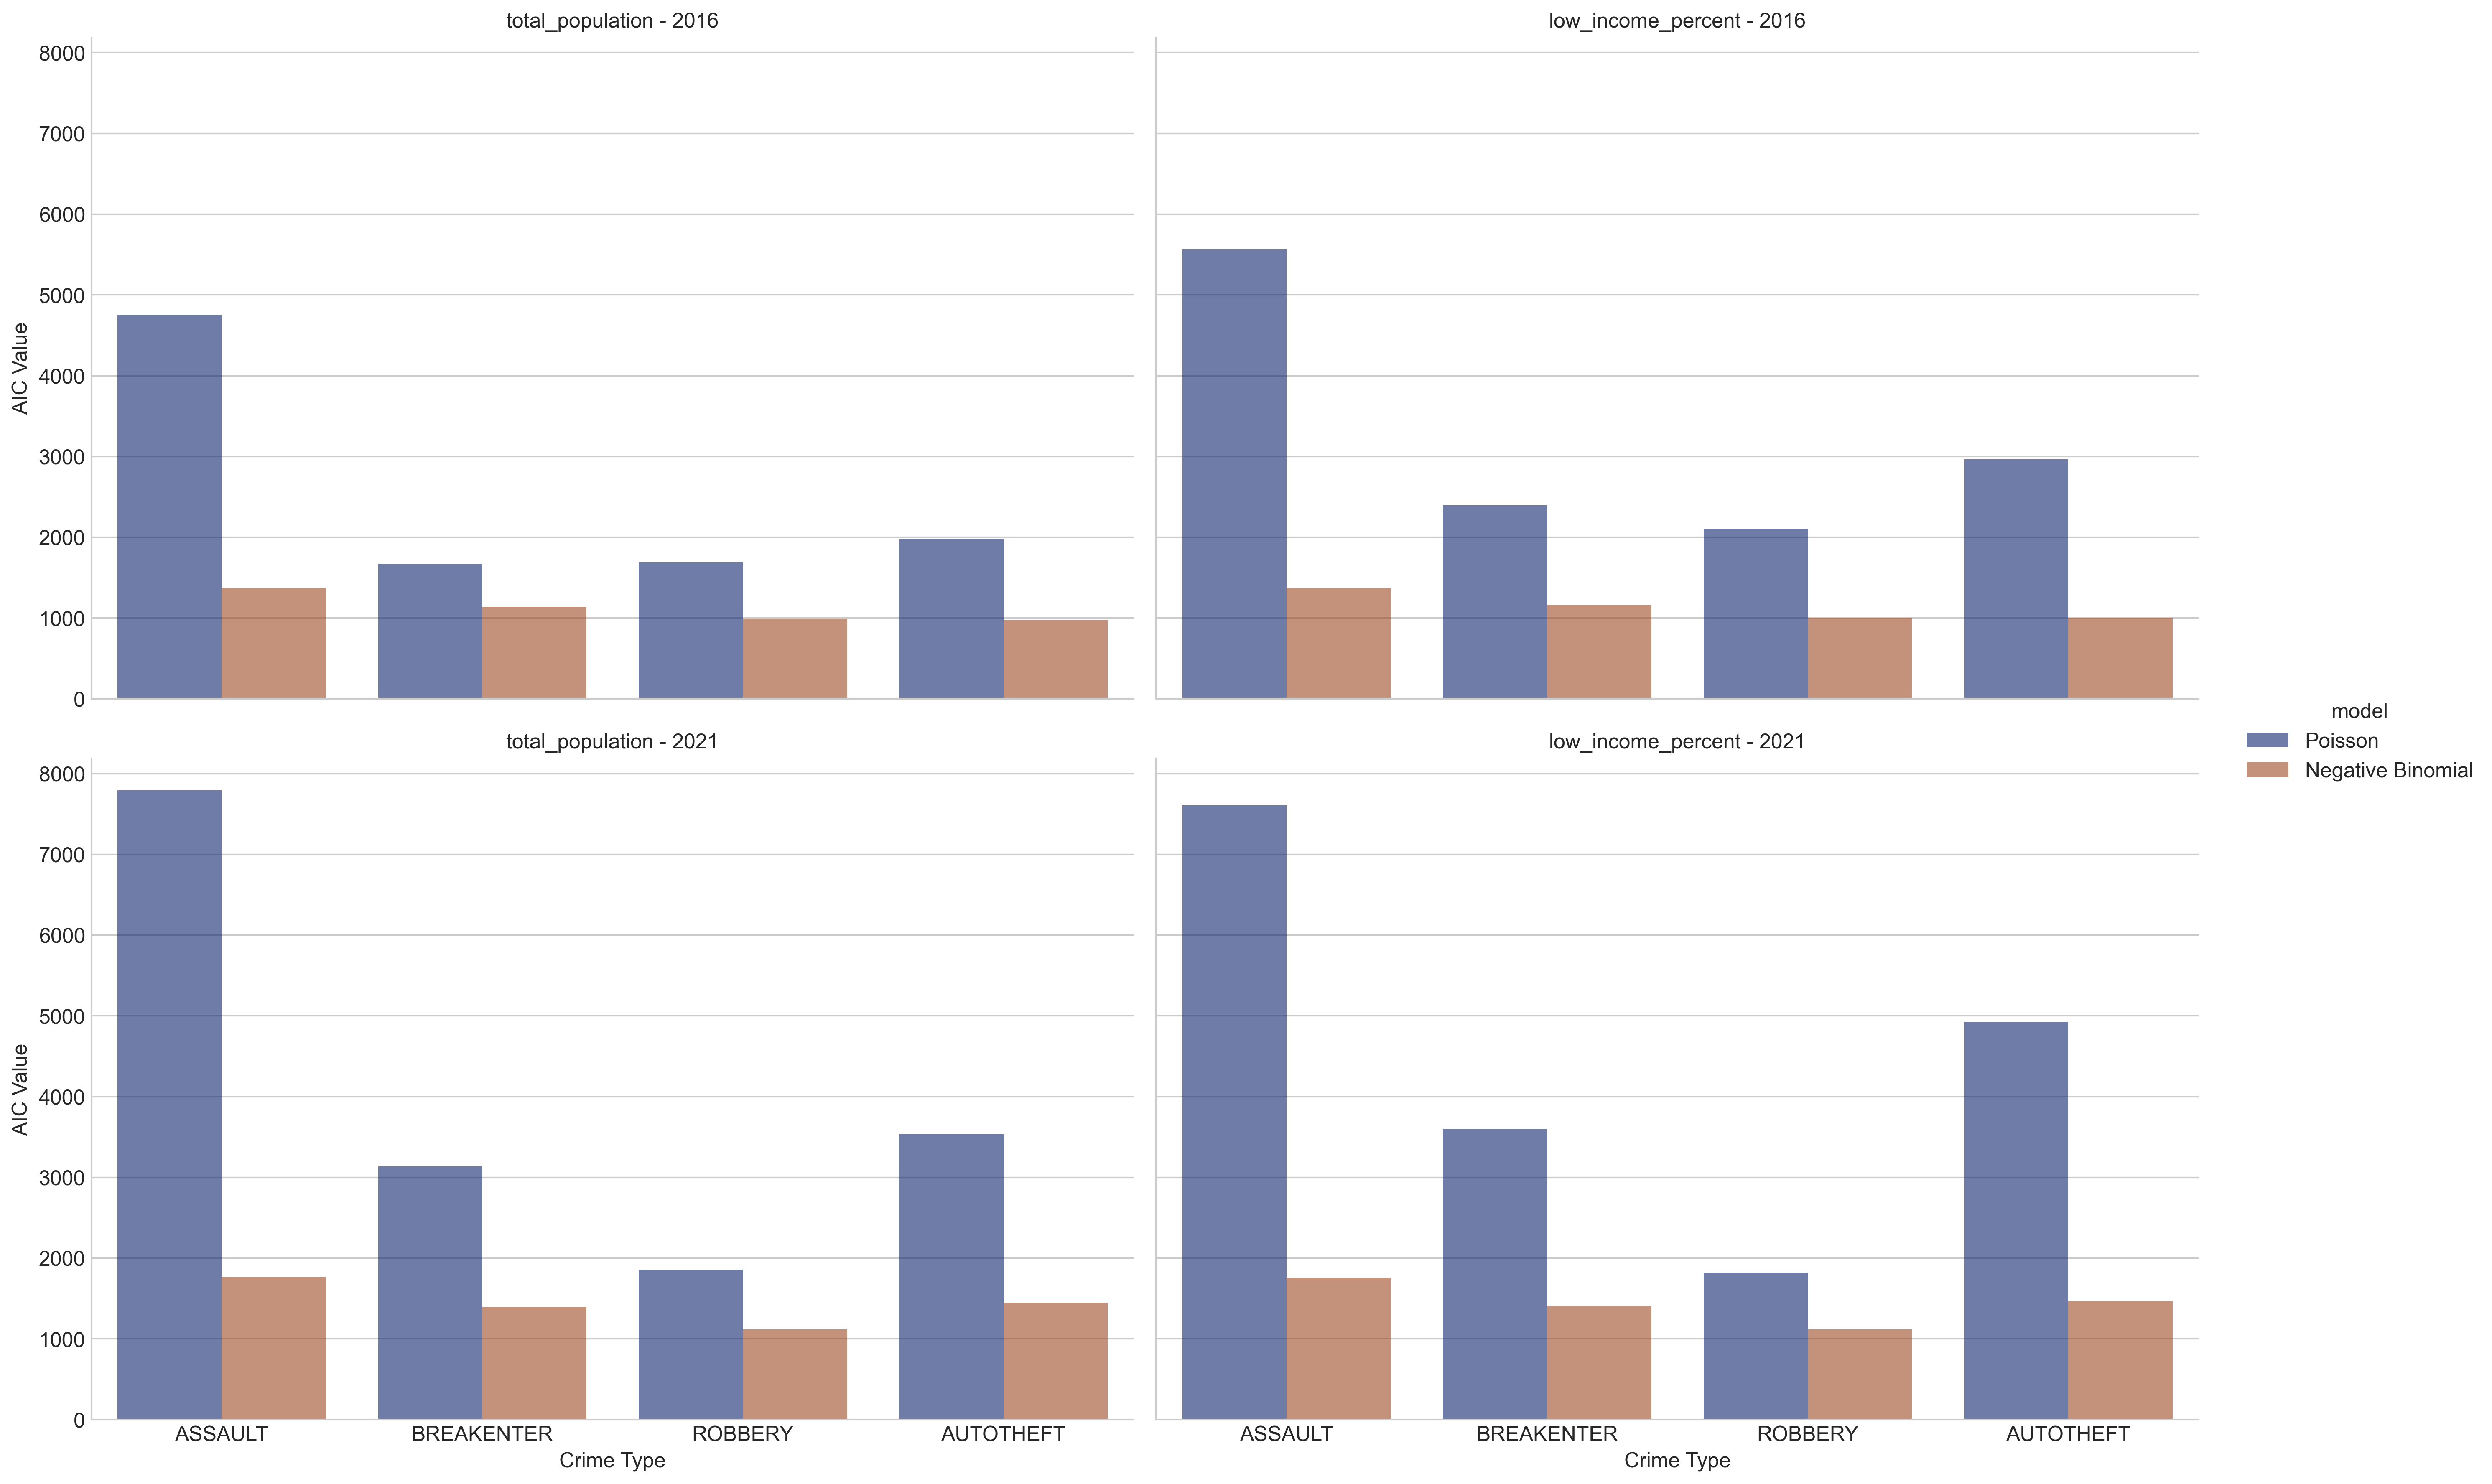 total_population - 2016
low_income_percent - 2016
8000
7000
6000
5000
4000
3000
2000
1000
0
AIC Value
model
Poisson
Negative Binomial
total_population - 2021
low_income_percent - 2021
8000
7000
6000
5000
4000
3000
2000
1000
0
AIC Value
ASSAULT BREAKENTER ROBBERY AUTOTHEFT
Crime Type
ASSAULT BREAKENTER ROBBERY AUTOTHEFT
Crime Type